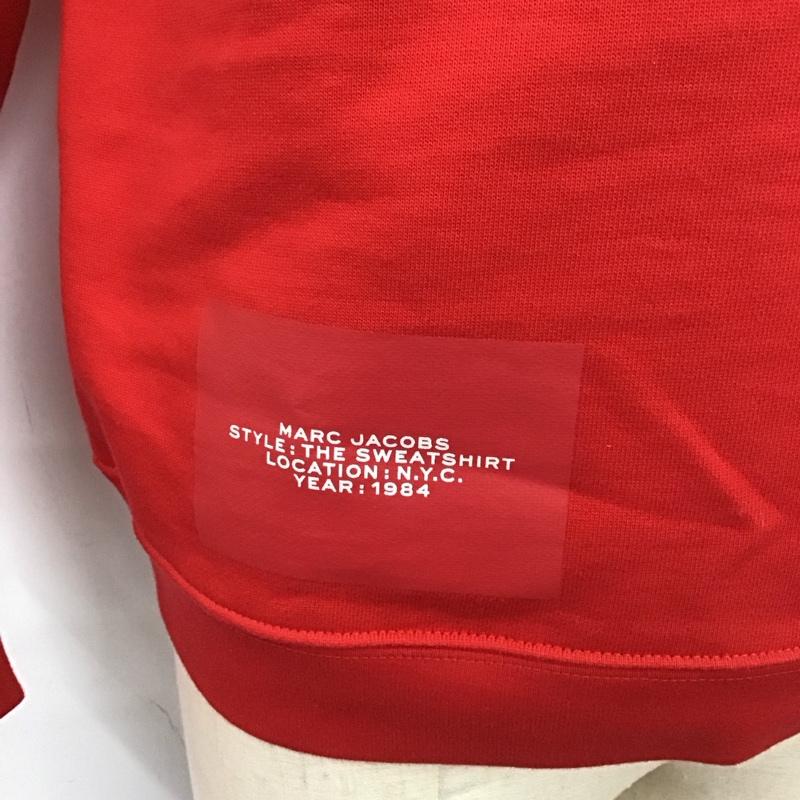 MARC JACOBS
STYLE : THE SWEATSHIRT
LOCATION : N.Y.C.
YEAR : 1984